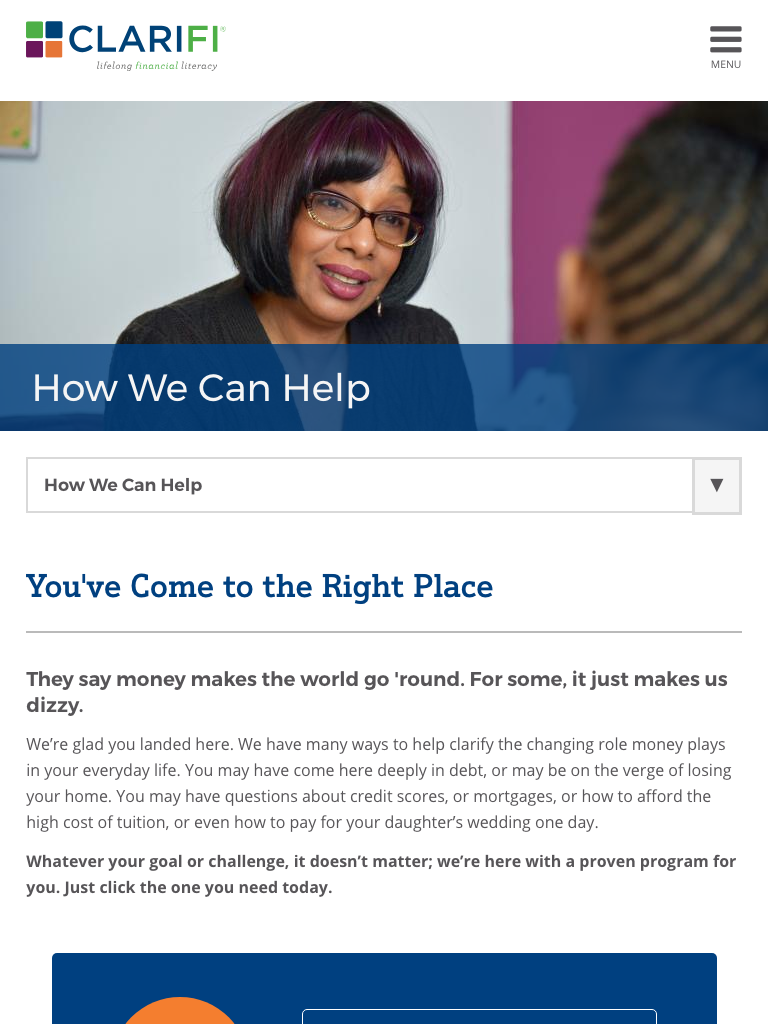 CLARIFI®
lifelong financial literacy
MENU
How We Can Help
How We Can Help
▼
You've Come to the Right Place
They say money makes the world go 'round. For some, it just makes us
dizzy.
We’re glad you landed here. We have many ways to help clarify the changing role money plays
in your everyday life. You may have come here deeply in debt, or may be on the verge of losing
your home. You may have questions about credit scores, or mortgages, or how to afford the
high cost of tuition, or even how to pay for your daughter’s wedding one day.
Whatever your goal or challenge, it doesn’t matter; we’re here with a proven program for
you. Just click the one you need today.